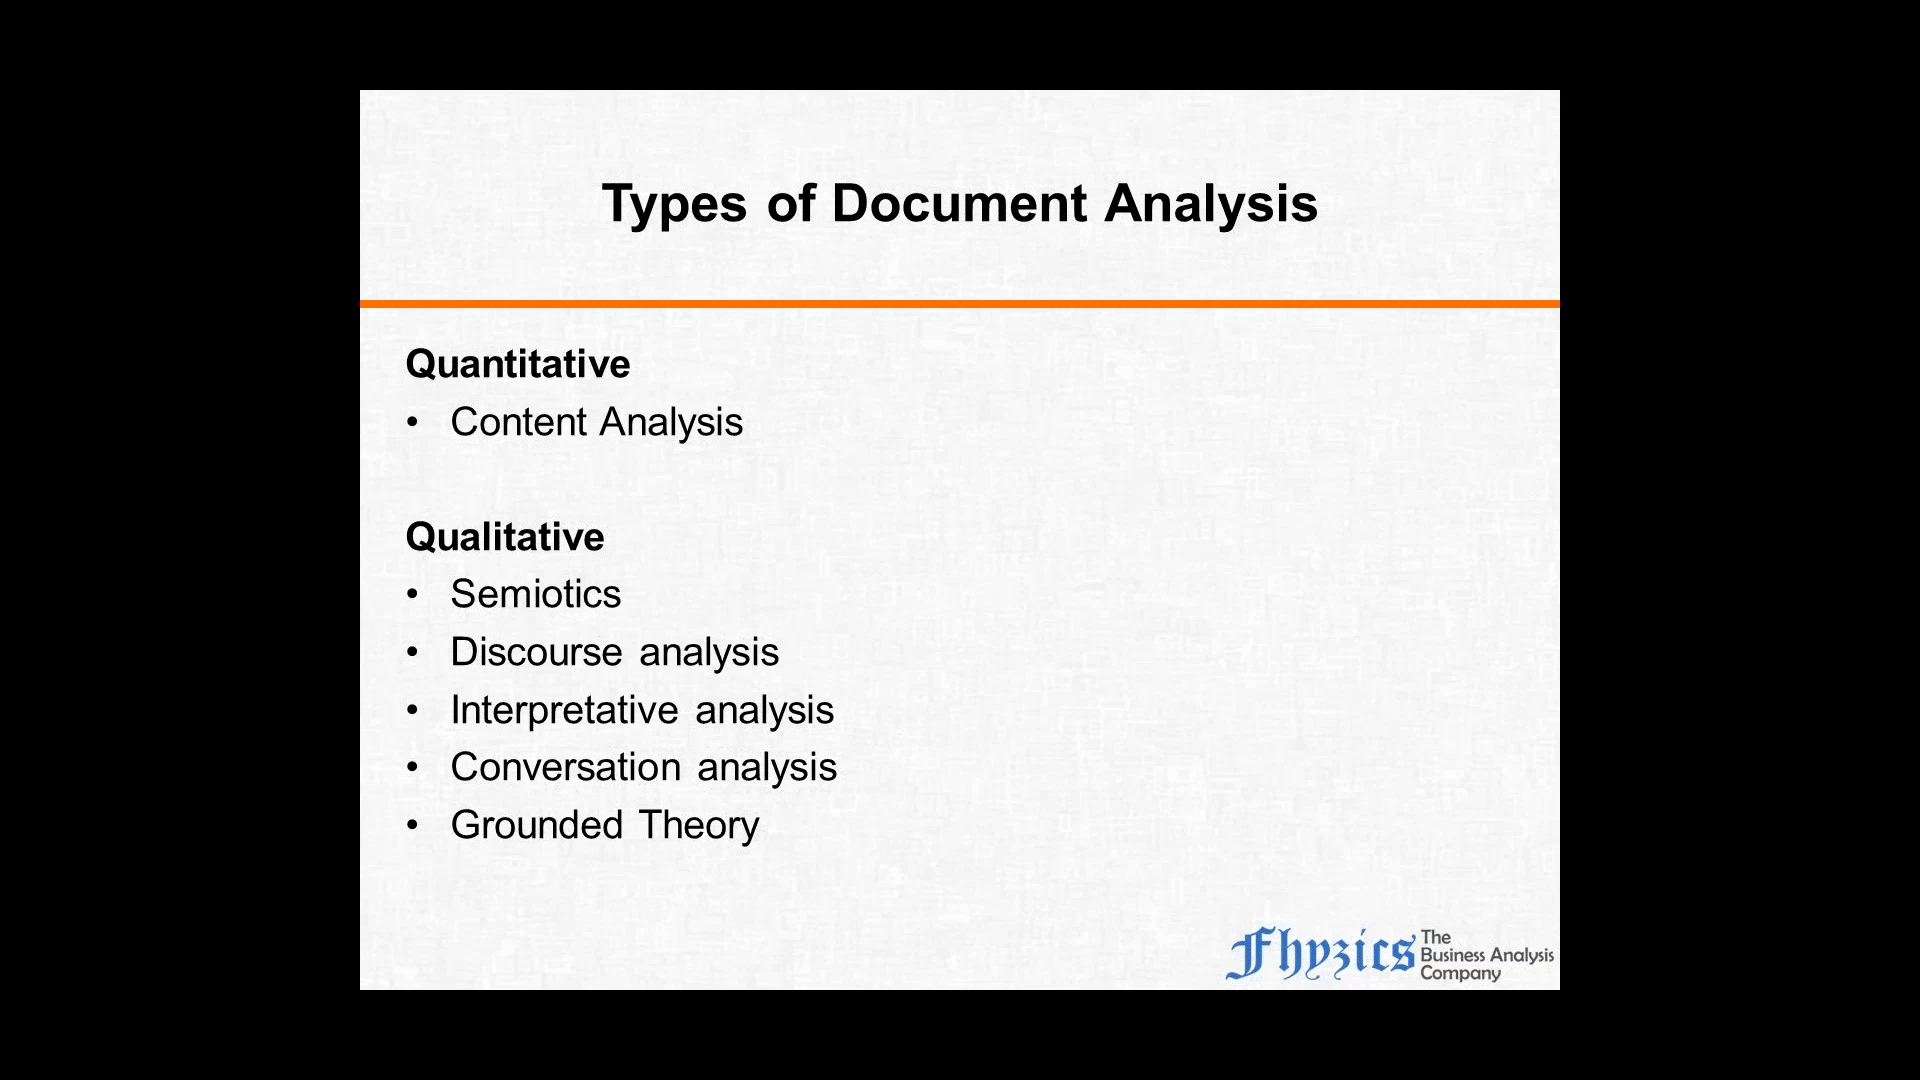 Types of Document Analysis
Quantitative
• Content Analysis
Qualitative
• Semiotics
• Discourse analysis
• Interpretative analysis
• Conversation analysis
• Grounded Theory
Fhyzics The
Business Analysis
Company